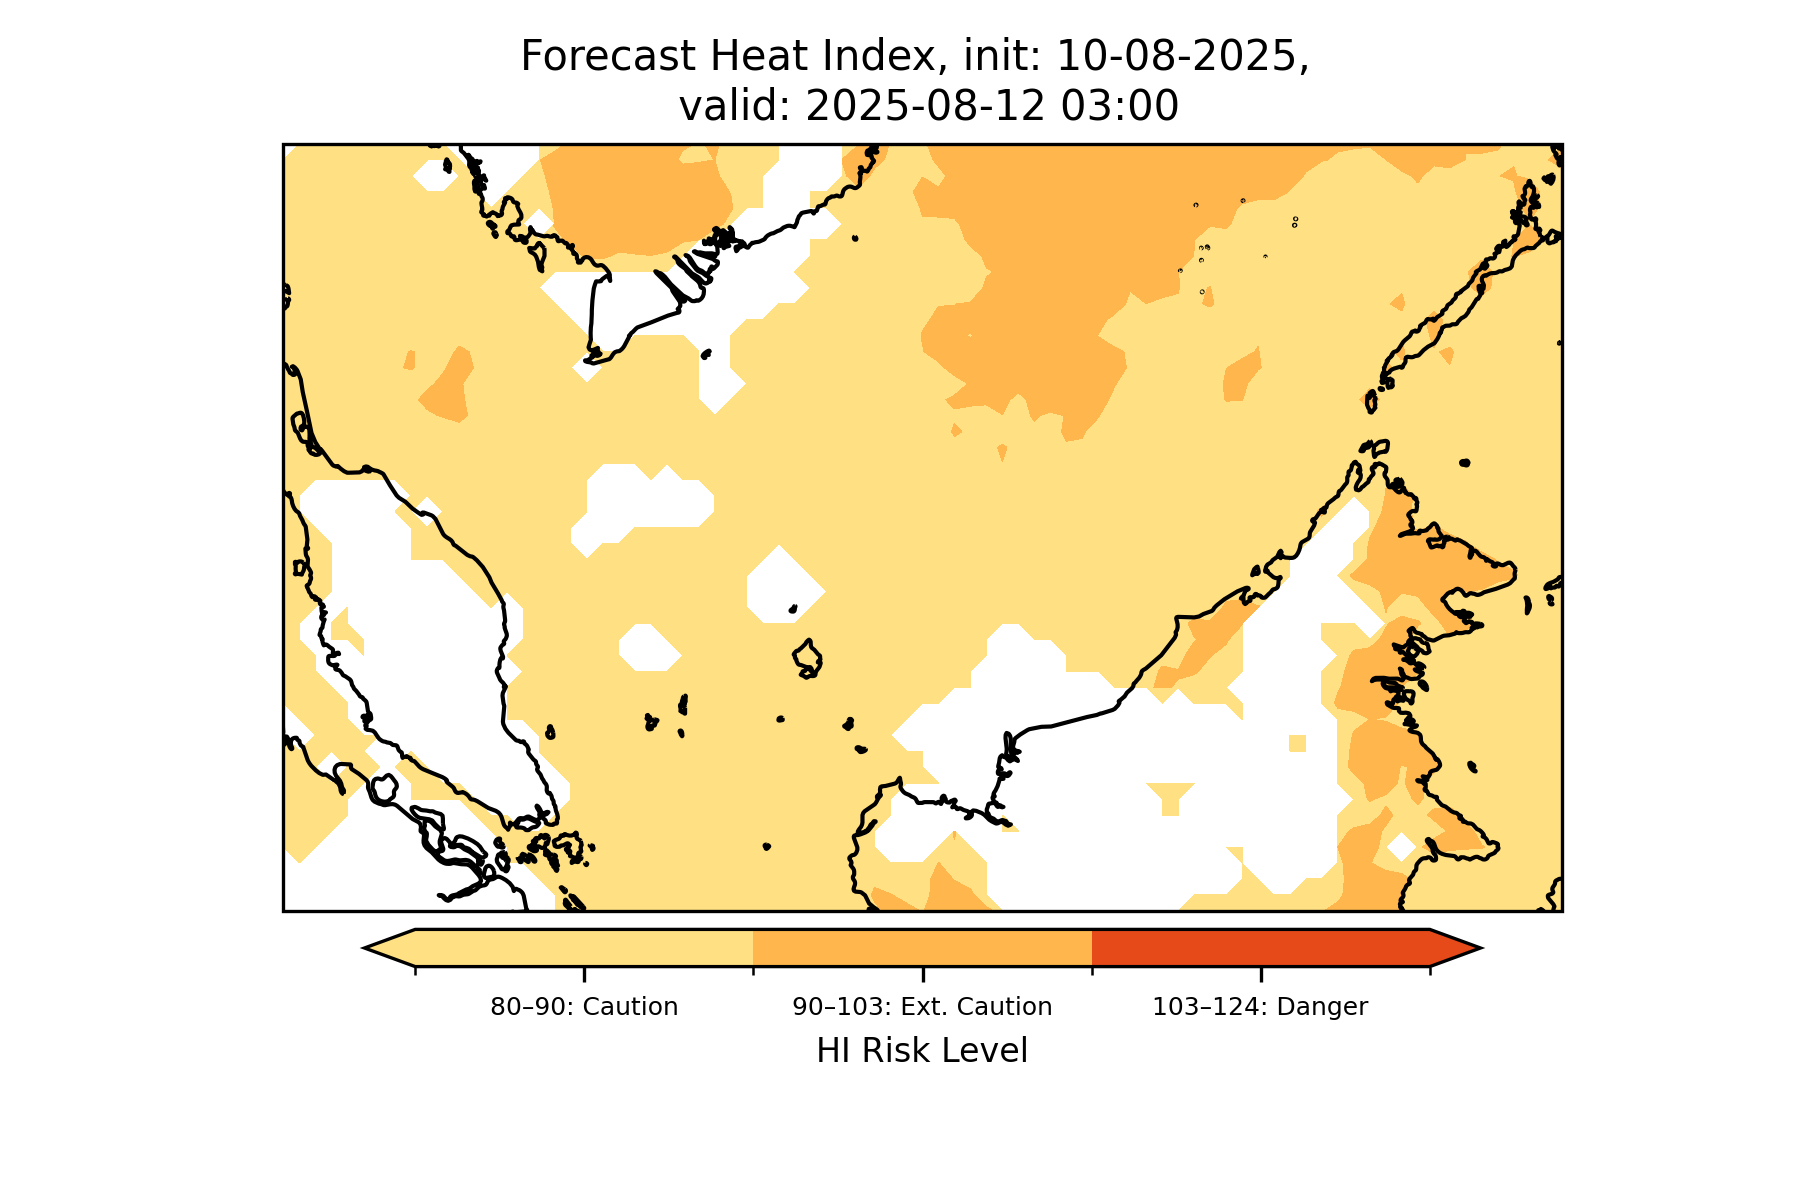 Forecast Heat Index, init: 10-08-2025,
valid: 2025-08-12 03:00
80–90: Caution
90–103: Ext. Caution
103–124: Danger
HI Risk Level